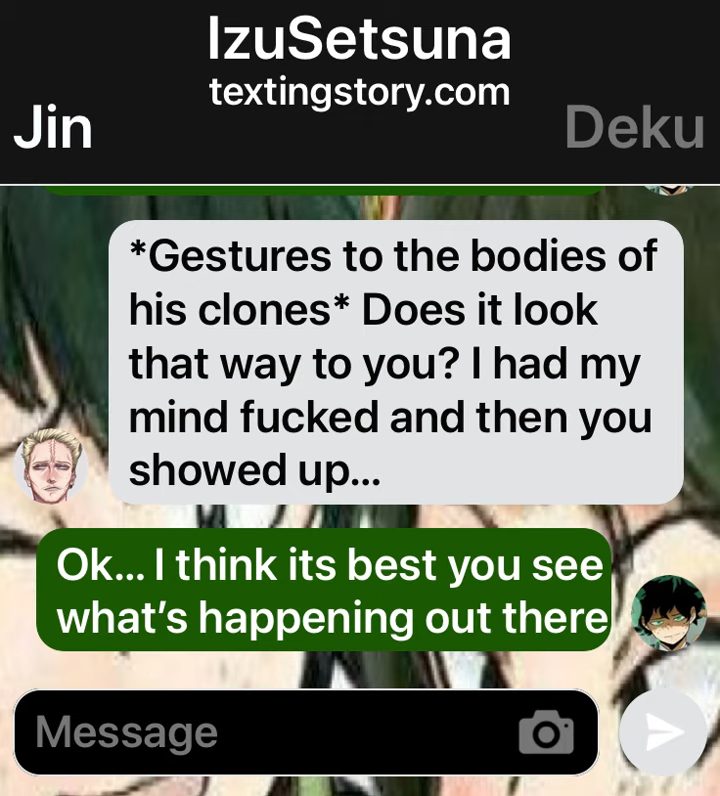 IzuSetsuna
textingstory.com
Jin
Deku
*Gestures to the bodies of
his clones* Does it look
that way to you? I had my
mind fucked and then you
showed up...
Ok... I think its best you see
what’s happening out there
Message